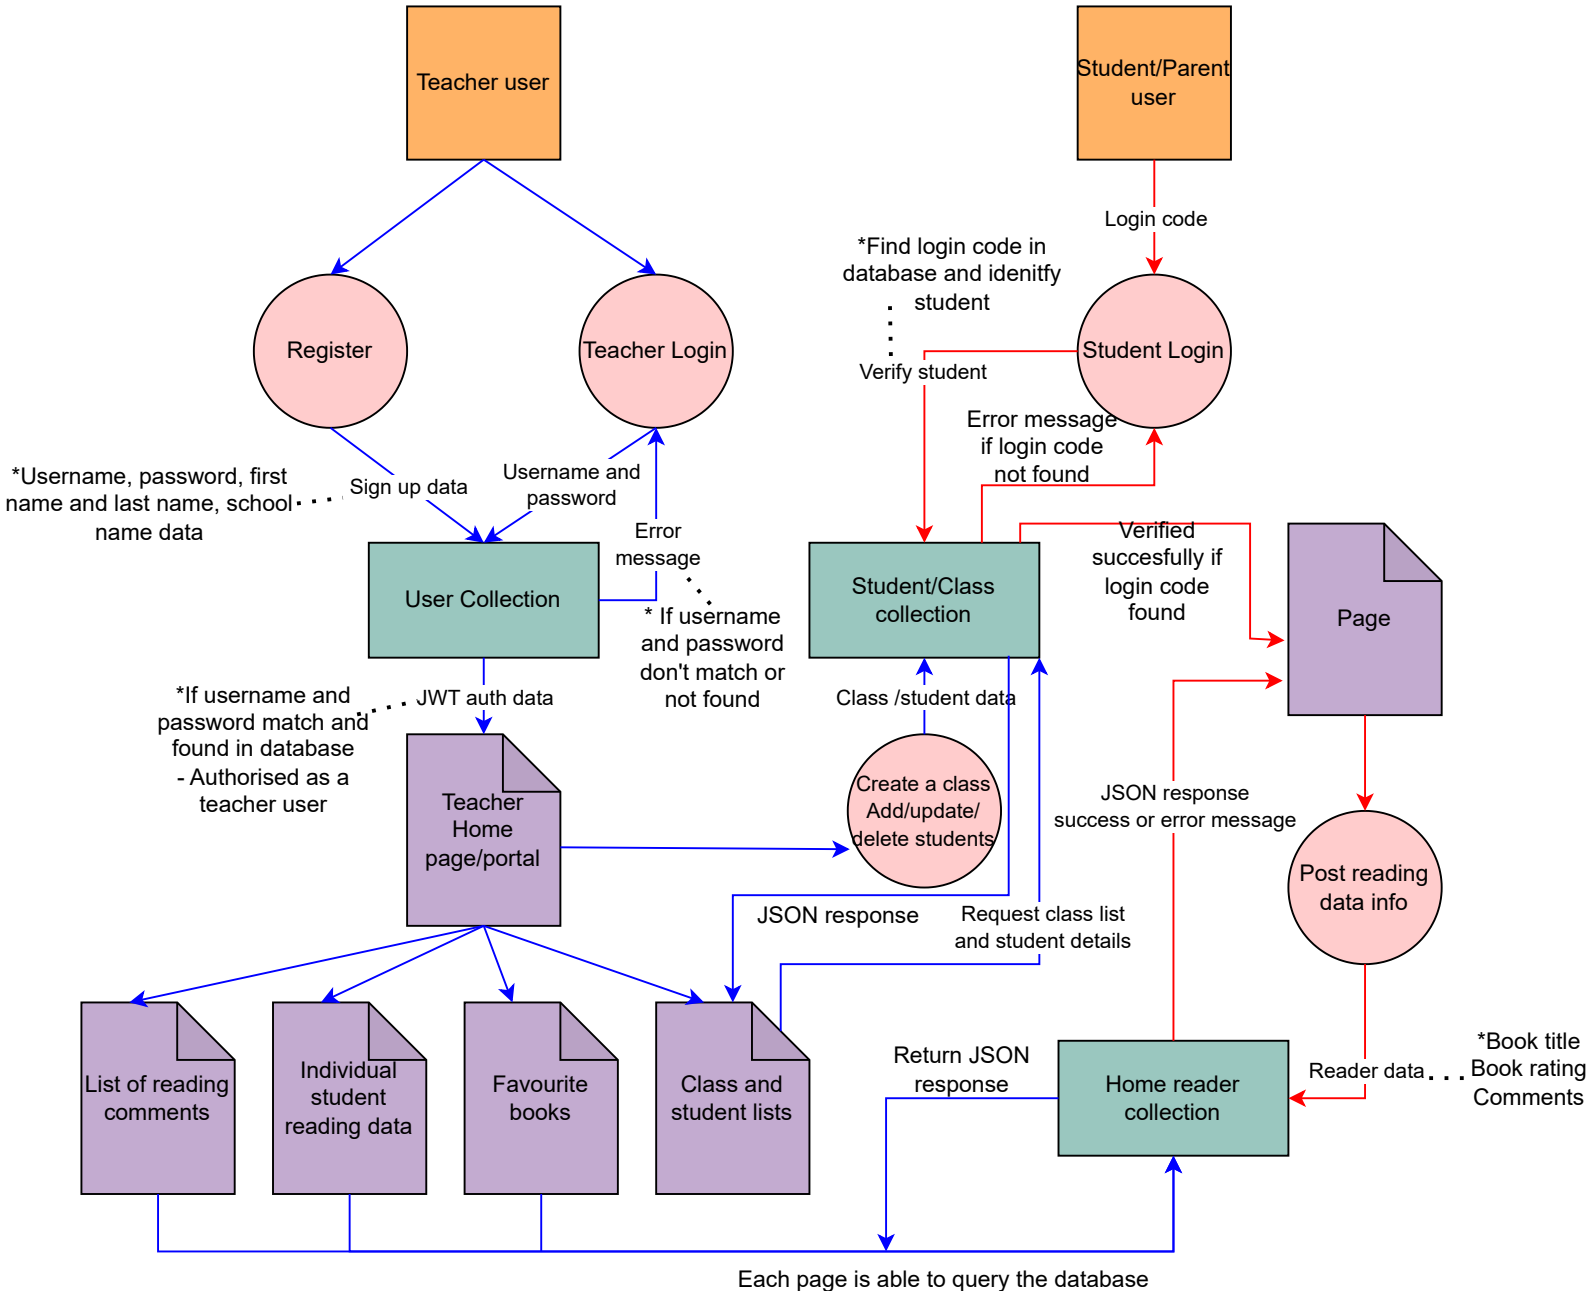 Teacher user
Student/Parent
user
Login code
*Find login code in
database and idenitfy
student
Register
Teacher Login
Student Login
Verify student
Error message
if login code
not found
*Username, password, first
name and last name, school
name data
Sign up data
Username and
password
Error
message
Verified
succesfully if
login code
found
User Collection
Student/Class
collection
Page
* If username
and password
don't match or
not found
*If username and
password match and
found in database
- Authorised as a
teacher user
JWT auth data
Class /student data
Teacher
Home
page/portal
Create a class
Add/update/
delete students
JSON response
success or error message
Post reading
data info
JSON response
Request class list
and student details
List of reading
comments
Individual
student
reading data
Favourite
books
Class and
student lists
Return JSON
response
Home reader
collection
Reader data
*Book title
Book rating
Comments
Each page is able to query the database